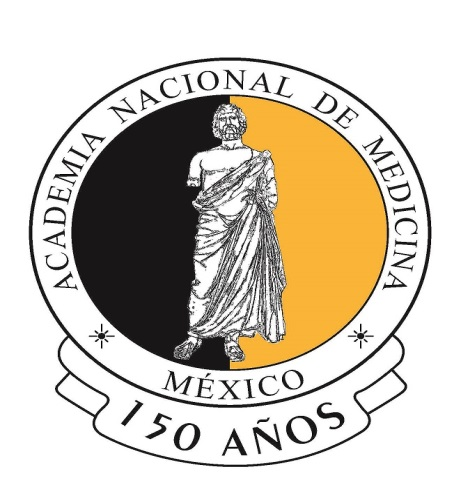 ACADEMIA NACIONAL DE MEDICINA
MÉXICO
150 AÑOS